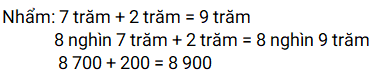 Nhẩm: 7 trăm + 2 trăm = 9 trăm
8 nghìn 7 trăm + 2 trăm = 8 nghìn 9 trăm
8 700 + 200 = 8 900